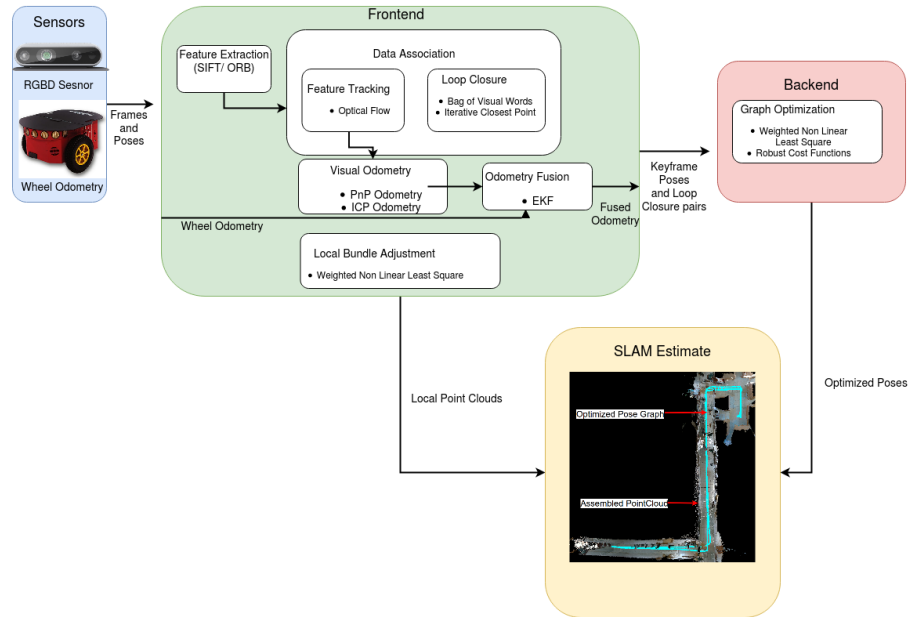 Sensors
RGBD Sesnor
Wheel Odometry
Frames
and
Poses
Frontend
Feature Extraction
(SIFT/ ORB)
Data Association
Feature Tracking
• Optical Flow
Loop Closure
• Bag of Visual Words
• Iterative Closest Point
Visual Odometry
• PnP Odometry
• ICP Odometry
Odometry Fusion
• EKF
Wheel Odometry
Fused
Odometry
Local Bundle Adjustment
• Weighted Non Linear Least Square
Keyframe
Poses
and Loop
Closure pairs
Backend
Graph Optimization
• Weighted Non Linear
Least Square
• Robust Cost Functions
Local Point Clouds
Optimized Poses
SLAM Estimate
Optimized Pose Graph
Assembled PointCloud